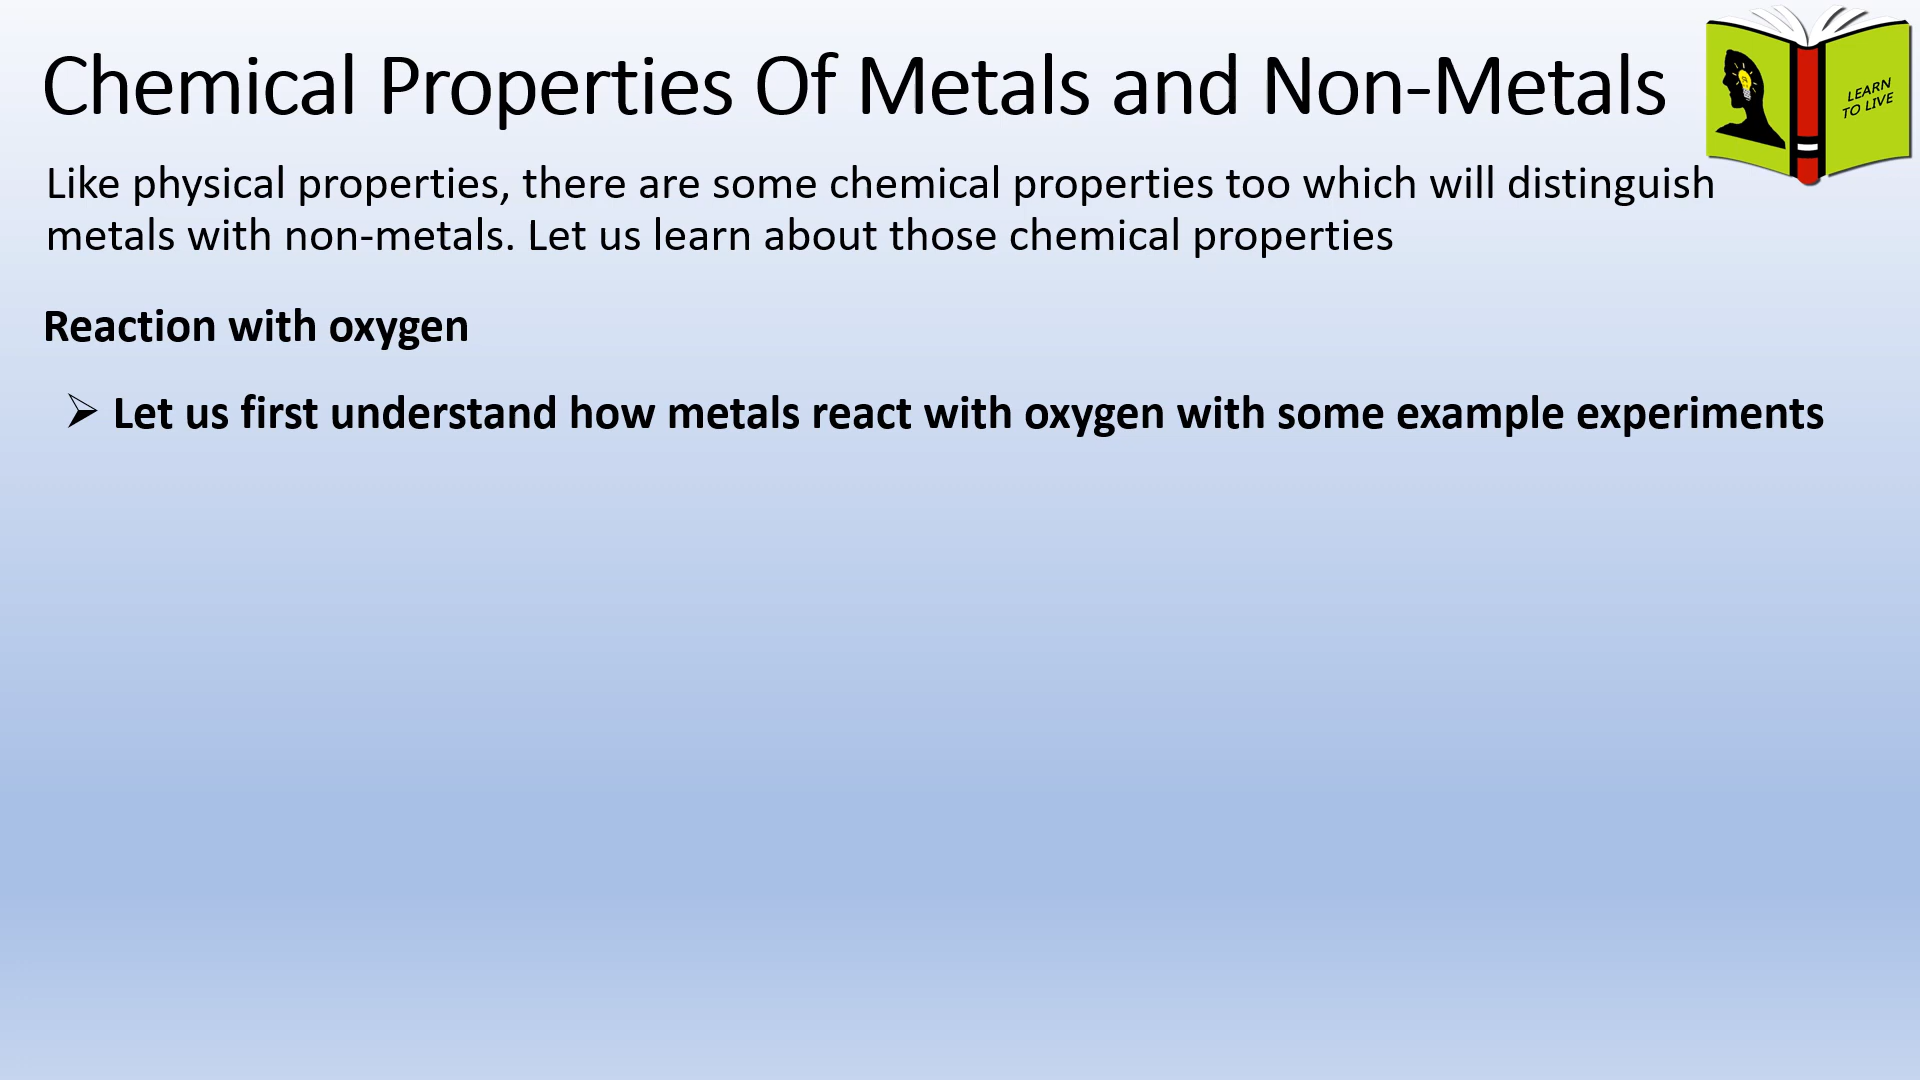 Chemical Properties Of Metals and Non-Metals
LEARN
TO LIVE
Like physical properties, there are some chemical properties too which will distinguish
metals with non-metals. Let us learn about those chemical properties
Reaction with oxygen
➢ Let us first understand how metals react with oxygen with some example experiments